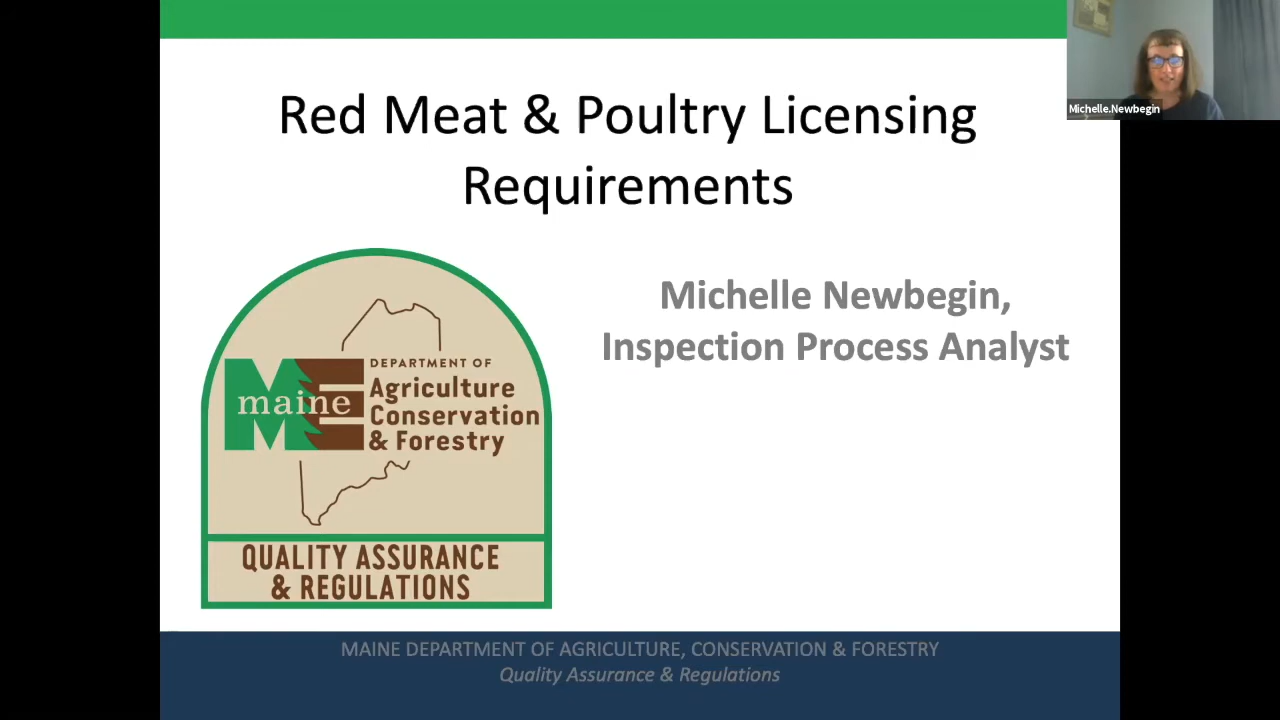 Red Meat & Poultry Licensing
Requirements
Michelle.Newbegin
Michelle Newbegin,
Inspection Process Analyst
maine
DEPARTMENT OF
Agriculture
Conservation
& Forestry
QUALITY ASSURANCE
& REGULATIONS
MAINE DEPARTMENT OF AGRICULTURE, CONSERVATION & FORESTRY
Quality Assurance & Regulations